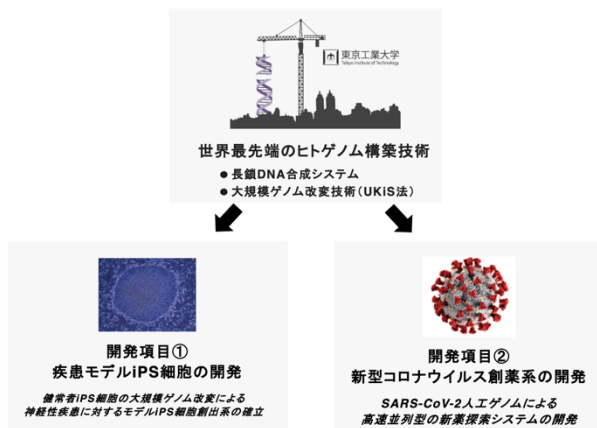 東京工業大学
Tokyo Institute of Technology
世界最先端のヒトゲノム構築技術
● 長鎖DNA合成システム
● 大規模ゲノム改変技術(UKiS法)
開発項目①
疾患モデルiPS細胞の開発
健常者iPS細胞の大規模ゲノム改変による
神経性疾患に対するモデルiPS細胞創出系の確立
開発項目②
新型コロナウイルス創薬系の開発
SARS-CoV-2人工ゲノムによる
高速並列型の新薬探索システムの開発